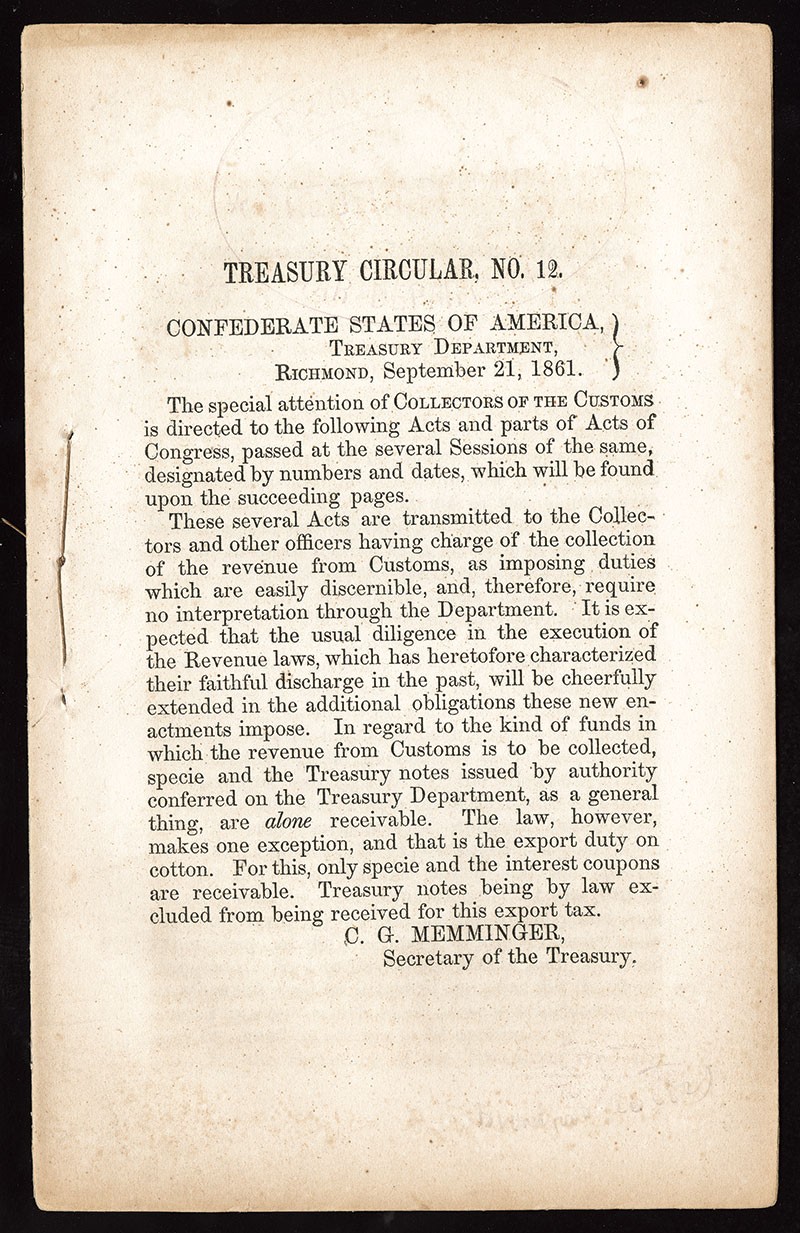 TREASURY CIRCULAR, NO. 12.
CONFEDERATE STATES OF AMERICA,
TREASURY DEPARTMENT,
RICHMOND, September 21, 1861.
The special attention of COLLECTORS OF THE CUSTOMS
is directed to the following Acts and parts of Acts of
Congress, passed at the several Sessions of the same,
designated by numbers and dates, which will be found
upon the succeeding pages.
These several Acts are transmitted to the Collec-
tors and other officers having charge of the collection
of the revenue from Customs, as imposing duties
which are easily discernible, and, therefore, require
no interpretation through the Department. It is ex-
pected that the usual diligence in the execution of
the Revenue laws, which has heretofore characterized
their faithful discharge in the past, will be cheerfully
extended in the additional obligations these new en-
actments impose. In regard to the kind of funds in
which the revenue from Customs is to be collected,
specie and the Treasury notes issued by authority
conferred on the Treasury Department, as a general
thing, are alone receivable. The law, however,
makes one exception, and that is the export duty on
cotton. For this, only specie and the interest coupons
are receivable. Treasury notes being by law ex-
cluded from being received for this export tax.
C. G. MEMMINGER,
Secretary of the Treasury.